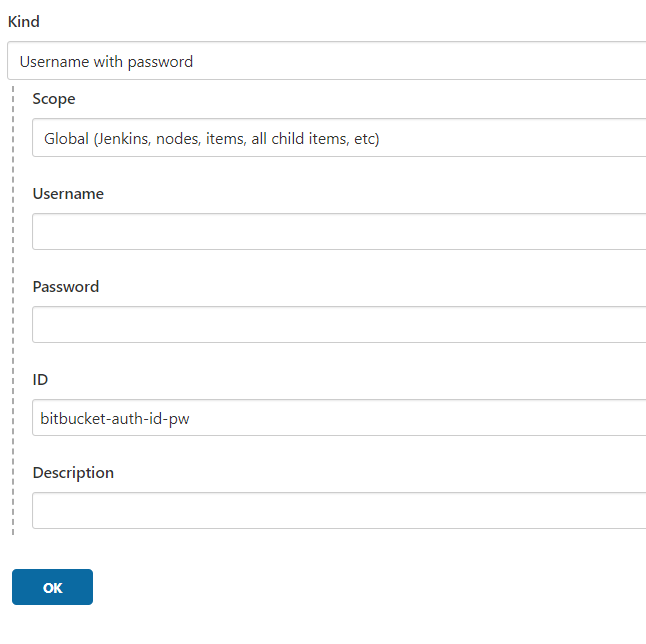 Kind
Username with password
Scope
Global (Jenkins, nodes, items, all child items, etc)
Username
Password
ID
bitbucket-auth-id-pw
Description
OK